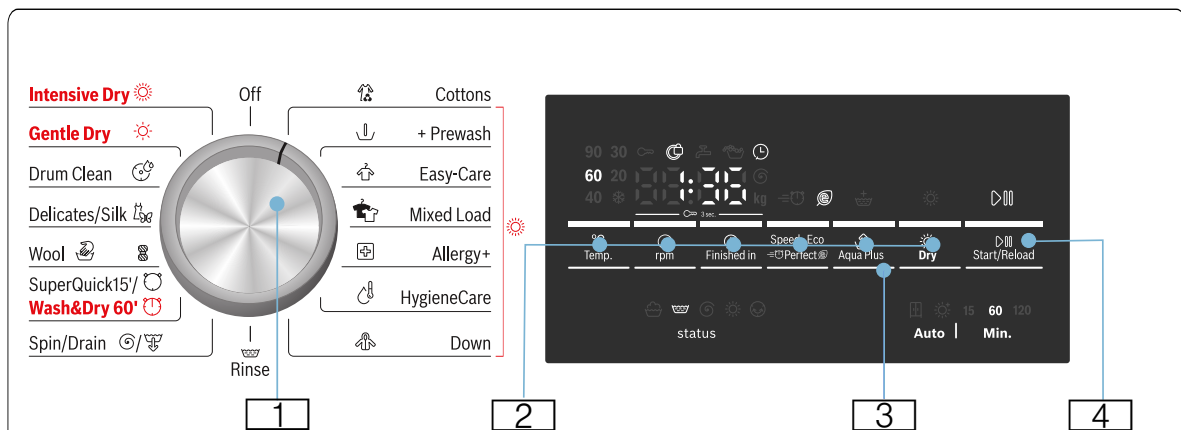 Off
Intensive Dry
Gentle Dry
Drum Clean
Delicates/Silk
Wool
SuperQuick15'/
Wash&Dry 60'
Spin/Drain
Rinse
Cottons
+ Prewash
Easy-Care
Mixed Load
Allergy+
HygieneCare
Down
90 30
60 20
40
1:36
kg
3 sec.
°C
Temp.
rpm
Finished in
Speed Eco
Perfect
Aqua Plus
Dry
Start/Reload
status
15 60 120
Auto | Min.
1
2
3
4